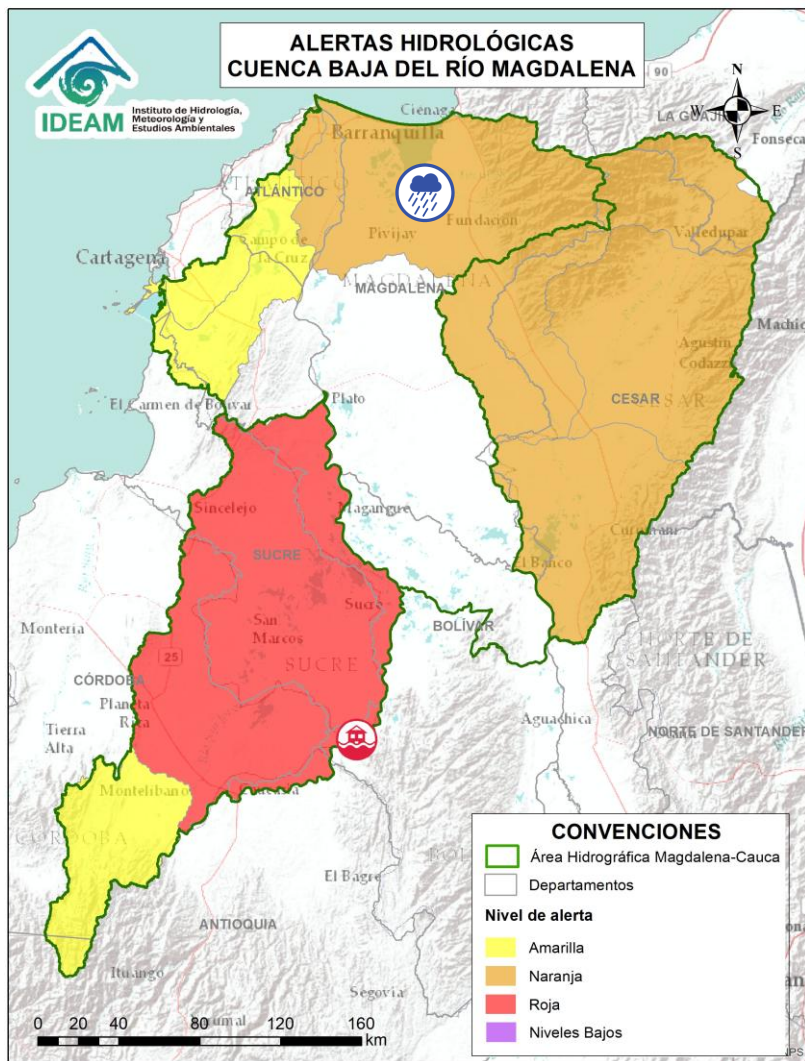 ALERTAS HIDROLÓGICAS
CUENCA BAJA DEL RÍO MAGDALENA
IDEAM
Instituto de Hidrología,
Meteorología y
Estudios Ambientales
N
W
E
S
90
LA GUAJI
Ciénaga
Barranquilla
Fonseca
ATLÁNTICO
Pivijay
Fundación
Valledupar
Campo de
la Cruz
Cartagena
MAGDALENA
Machiq
Agustín
Codazzi
El Carmen de Bolívar
Plato
CESAR
Sincelejo
Magangue
SUCRE
El Banco
Sucre
San
Marcos
BOLÍVAR
Montería
25
SUCRE
NORTE DE
SANTANDER
CÓRDOBA
Planeta
Rica
Aguachica
Tierra
Alta
NORTE DE SANTANDER
Montelíbano
El Bagre
ANTIOQUIA
Ituango
Segovia
CONVENCIONES
Área Hidrográfica Magdalena-Cauca
Departamentos
Nivel de alerta
Amarilla
Naranja
Roja
Niveles Bajos
0 20 40 80 120 160
km